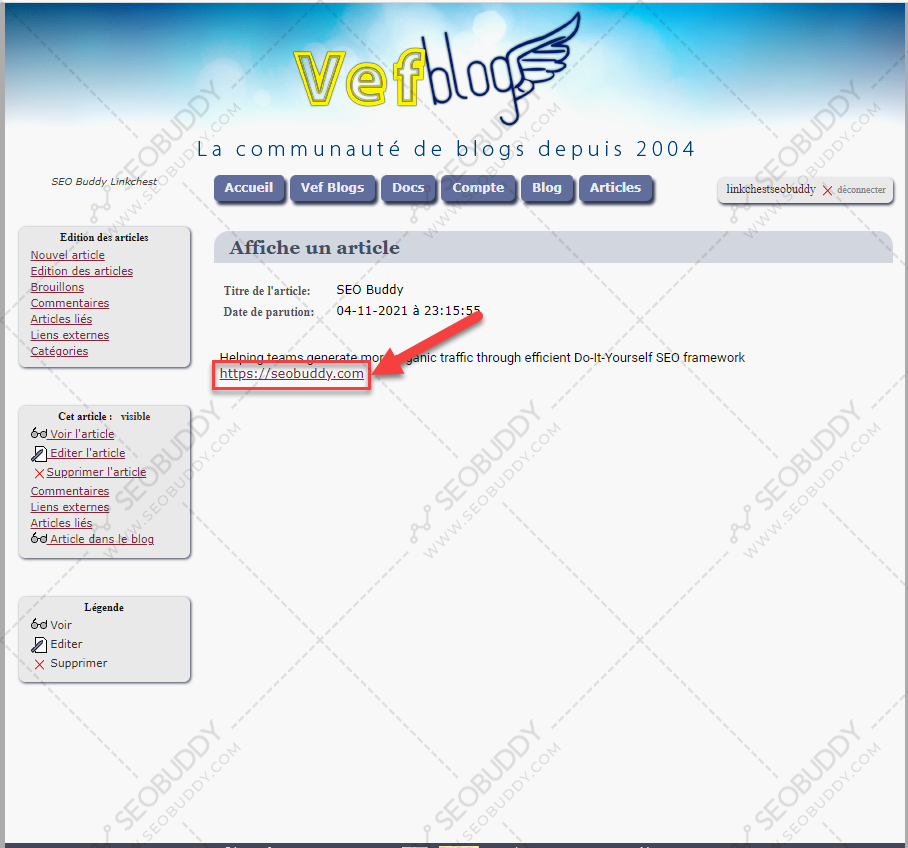 Vefblog
La communauté de blogs depuis 2004
SEO Buddy Linkchest
Accueil
Vef Blogs
Docs
Compte
Blog
Articles
linkchestseobuddy déconnecter
Edition des articles
Nouvel article
Edition des articles
Brouillons
Commentaires
Articles liés
Liens externes
Catégories
Cet article : visible
Voir l'article
Editer l'article
Supprimer l'article
Commentaires
Liens externes
Articles liés
Article dans le blog
Légende
Voir
Editer
Supprimer
Affiche un article
Titre de l'article: SEO Buddy
Date de parution: 04-11-2021 à 23:15:55
Helping teams generate more organic traffic through efficient Do-It-Yourself SEO framework
https://seobuddy.com
SEOBUDDY
WWW.SEOBUDDY.COM